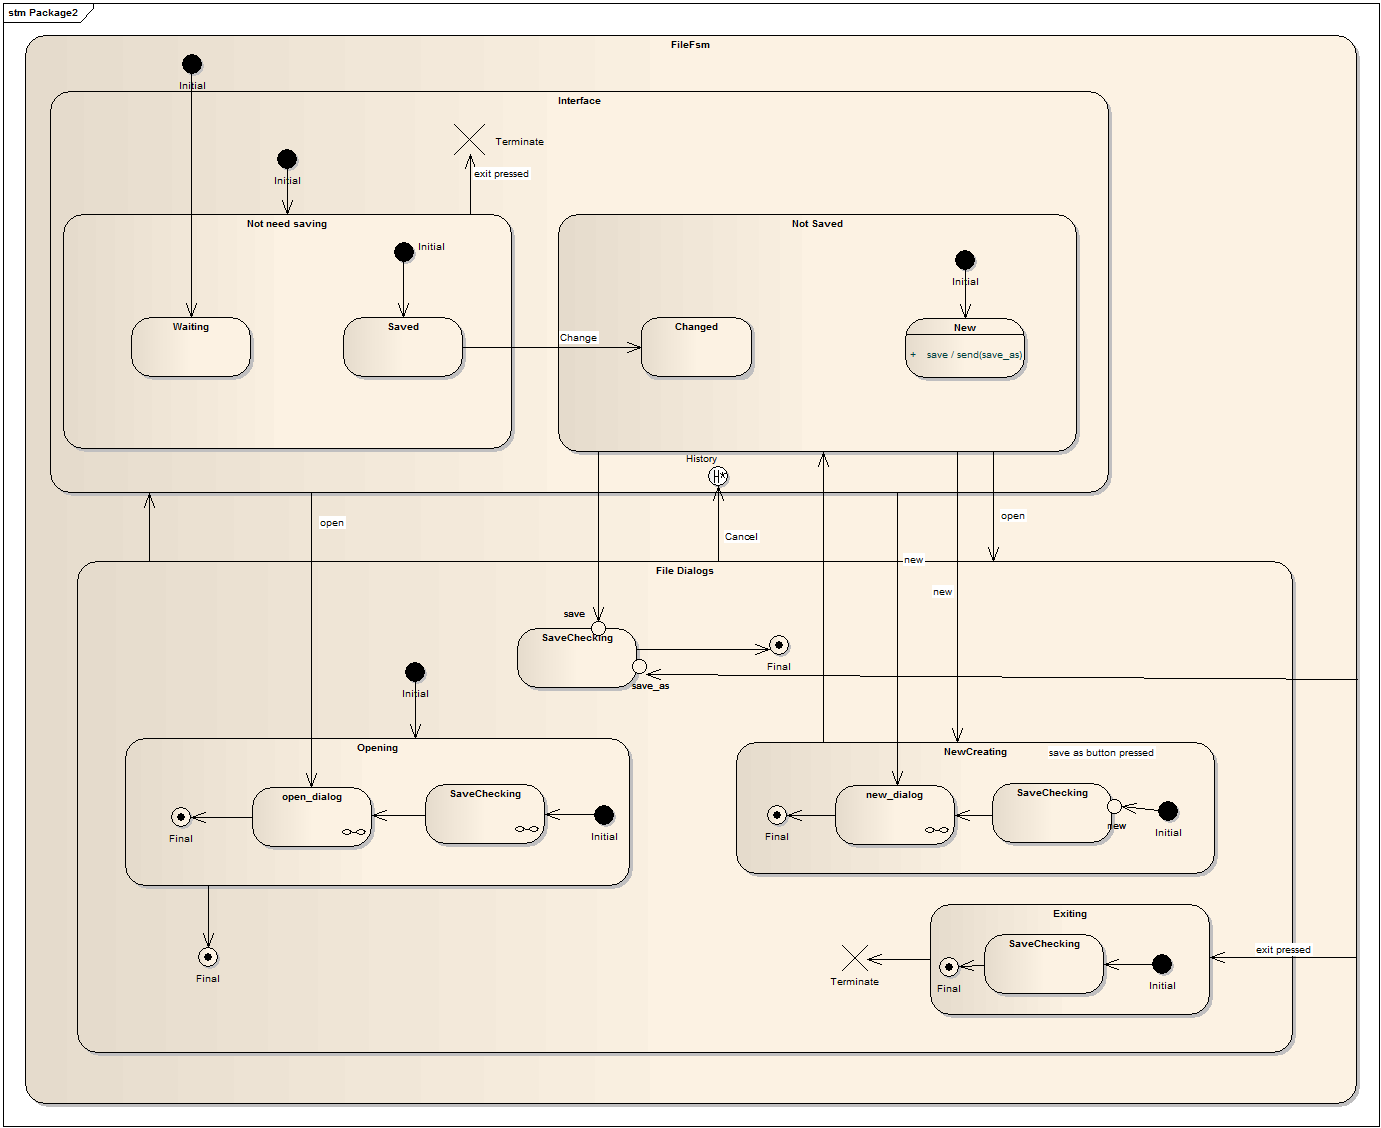 stm Package2
FileFsm
Initial
Interface
Terminate
exit pressed
Initial
Not need saving
Not Saved
Initial
Initial
Waiting
Saved
Change
Changed
New
+ save / send(save_as)
History
open
open
Cancel
new
File Dialogs
new
save
SaveChecking
Final
save_as
Initial
Opening
NewCreating
save as button pressed
open_dialog
SaveChecking
new_dialog
SaveChecking
new
Final
Initial
Final
Initial
Exiting
SaveChecking
exit pressed
Final
Terminate
Final
Initial